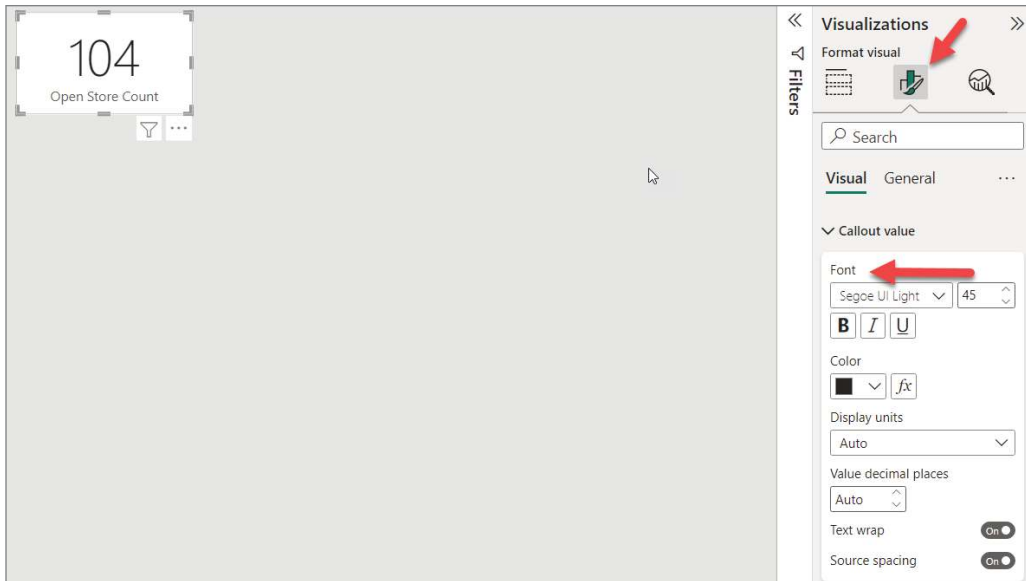 104
Open Store Count
Filters
Visualizations
Format visual
Search
Visual General
Callout value
Font
Segoe UI Light 45
B I U
Color
fx
Display units
Auto
Value decimal places
Auto
Text wrap On
Source spacing On